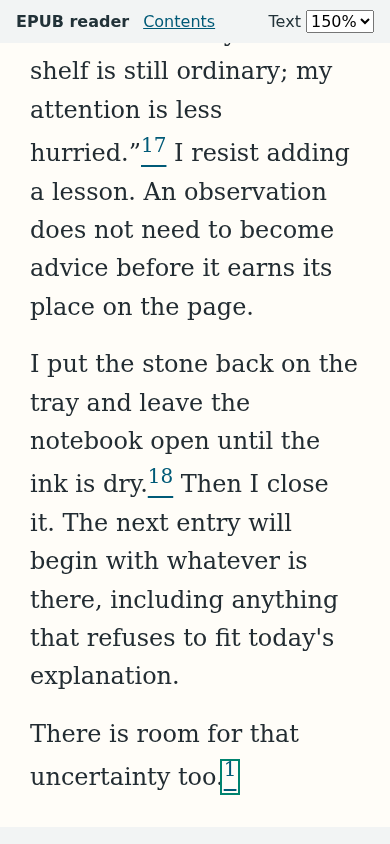 EPUB reader Contents Text 150%
shelf is still ordinary; my
attention is less
hurried.”17 I resist adding
a lesson. An observation
does not need to become
advice before it earns its
place on the page.
I put the stone back on the
tray and leave the
notebook open until the
ink is dry.18 Then I close
it. The next entry will
begin with whatever is
there, including anything
that refuses to fit today's
explanation.
There is room for that
uncertainty too.1